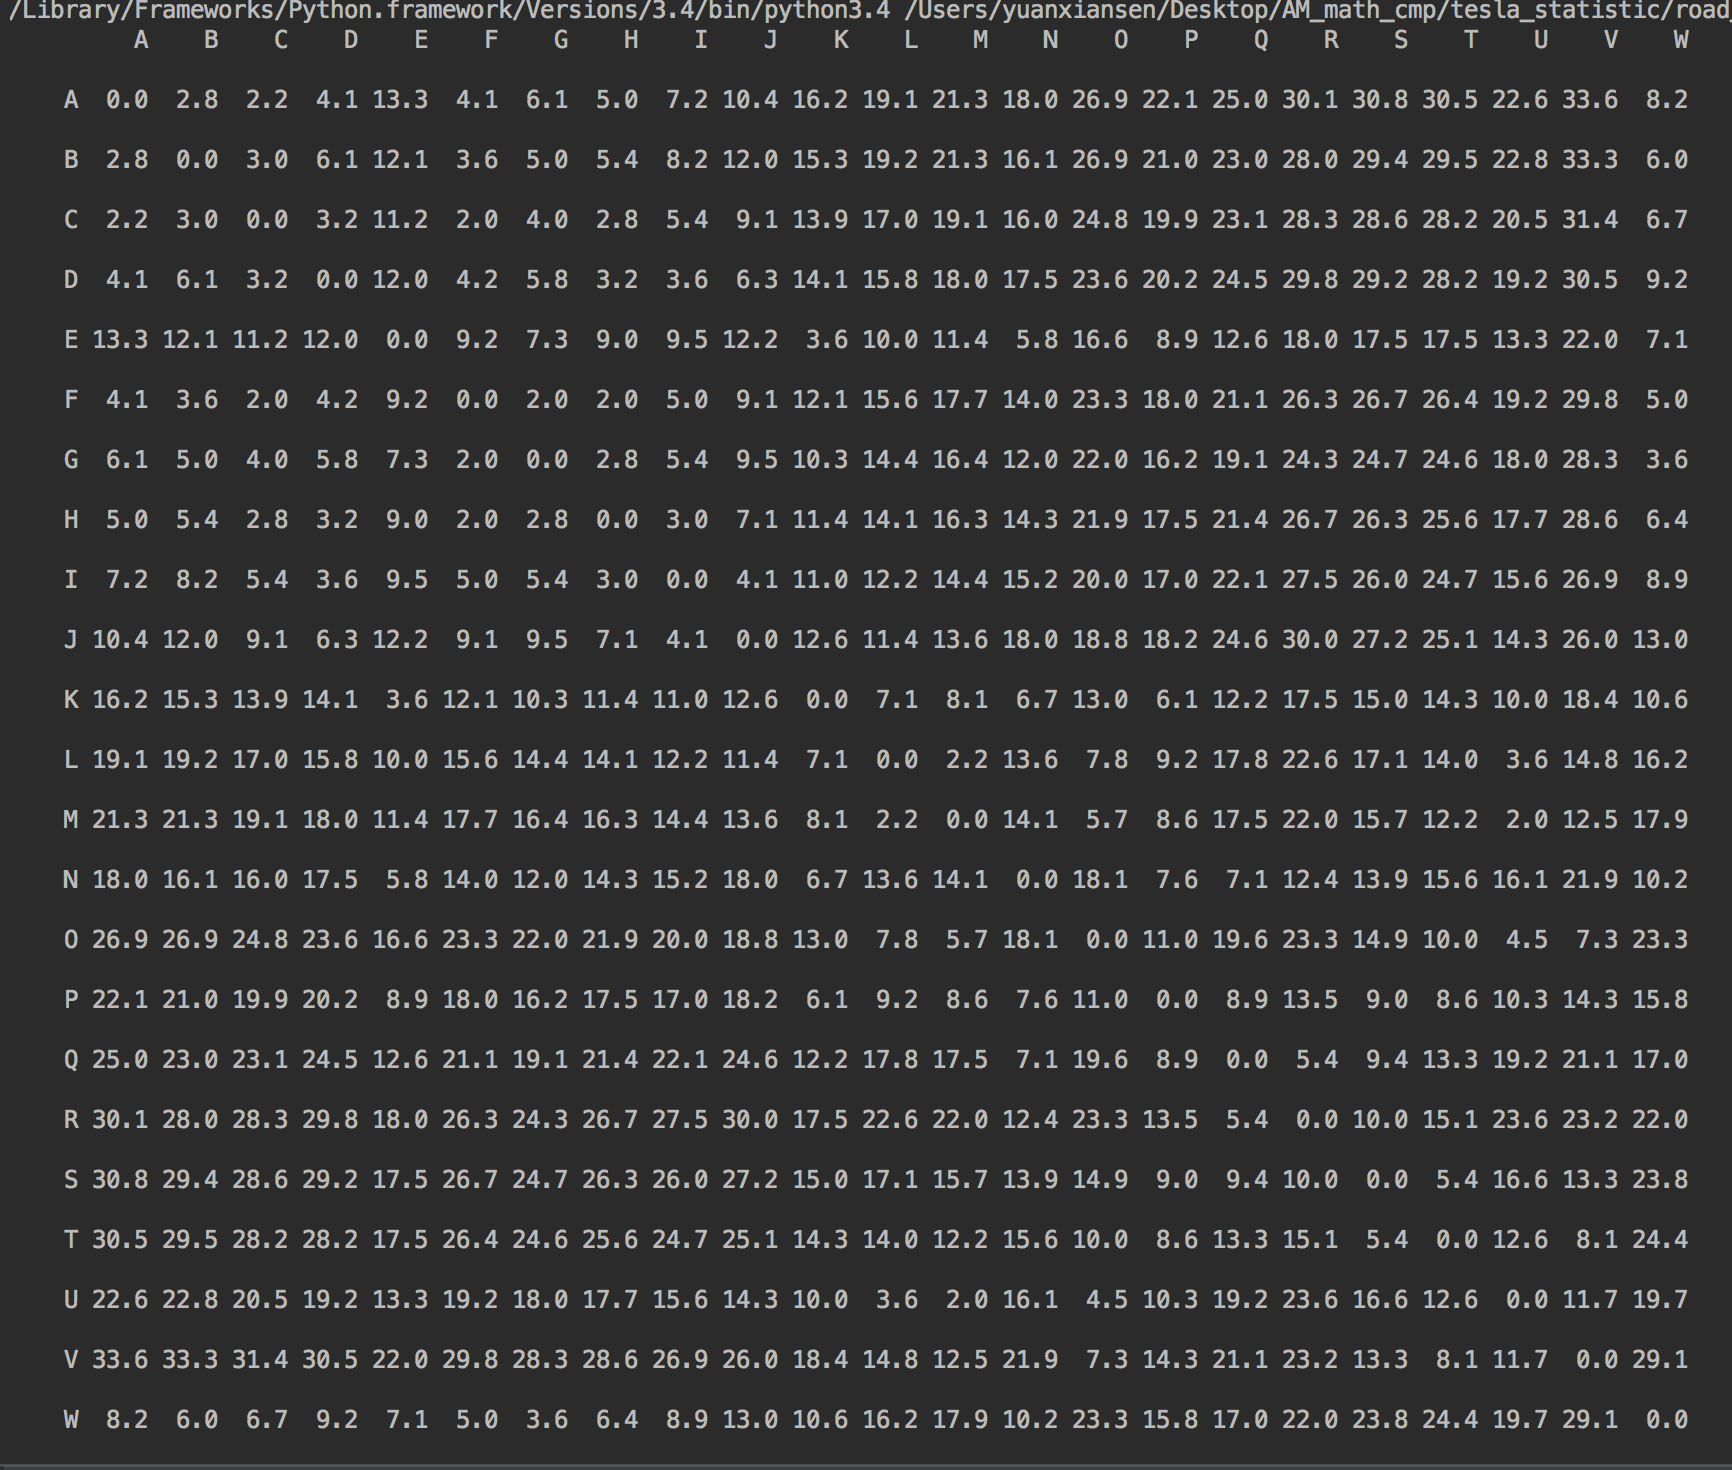 /Library/Frameworks/Python.framework/Versions/3.4/bin/python3.4 /Users/yuanxiansen/Desktop/AM_math_cmp/tesla_statistic/road_
A B C D E F G H I J K L M N O P Q R S T U V W
A 0.0 2.8 2.2 4.1 13.3 4.1 6.1 5.0 7.2 10.4 16.2 19.1 21.3 18.0 26.9 22.1 25.0 30.1 30.8 30.5 22.6 33.6 8.2
B 2.8 0.0 3.0 6.1 12.1 3.6 5.0 5.4 8.2 12.0 15.3 19.2 21.3 16.1 26.9 21.0 23.0 28.0 29.4 29.5 22.8 33.3 6.0
C 2.2 3.0 0.0 3.2 11.2 2.0 4.0 2.8 5.4 9.1 13.9 17.0 19.1 16.0 24.8 19.9 23.1 28.3 28.6 28.2 20.5 31.4 6.7
D 4.1 6.1 3.2 0.0 12.0 4.2 5.8 3.2 3.6 6.3 14.1 15.8 18.0 17.5 23.6 20.2 24.5 29.8 29.2 28.2 19.2 30.5 9.2
E 13.3 12.1 11.2 12.0 0.0 9.2 7.3 9.0 9.5 12.2 3.6 10.0 11.4 5.8 16.6 8.9 12.6 18.0 17.5 17.5 13.3 22.0 7.1
F 4.1 3.6 2.0 4.2 9.2 0.0 2.0 2.0 5.0 9.1 12.1 15.6 17.7 14.0 23.3 18.0 21.1 26.3 26.7 26.4 19.2 29.8 5.0
G 6.1 5.0 4.0 5.8 7.3 2.0 0.0 2.8 5.4 9.5 10.3 14.4 16.4 12.0 22.0 16.2 19.1 24.3 24.7 24.6 18.0 28.3 3.6
H 5.0 5.4 2.8 3.2 9.0 2.0 2.8 0.0 3.0 7.1 11.4 14.1 16.3 14.3 21.9 17.5 21.4 26.7 26.3 25.6 17.7 28.6 6.4
I 7.2 8.2 5.4 3.6 9.5 5.0 5.4 3.0 0.0 4.1 11.0 12.2 14.4 15.2 20.0 17.0 22.1 27.5 26.0 24.7 15.6 26.9 8.9
J 10.4 12.0 9.1 6.3 12.2 9.1 9.5 7.1 4.1 0.0 12.6 11.4 13.6 18.0 18.8 18.2 24.6 30.0 27.2 25.1 14.3 26.0 13.0
K 16.2 15.3 13.9 14.1 3.6 12.1 10.3 11.4 11.0 12.6 0.0 7.1 8.1 6.7 13.0 6.1 12.2 17.5 15.0 14.3 10.0 18.4 10.6
L 19.1 19.2 17.0 15.8 10.0 15.6 14.4 14.1 12.2 11.4 7.1 0.0 2.2 13.6 7.8 9.2 17.8 22.6 17.1 14.0 3.6 14.8 16.2
M 21.3 21.3 19.1 18.0 11.4 17.7 16.4 16.3 14.4 13.6 8.1 2.2 0.0 14.1 5.7 8.6 17.5 22.0 15.7 12.2 2.0 12.5 17.9
N 18.0 16.1 16.0 17.5 5.8 14.0 12.0 14.3 15.2 18.0 6.7 13.6 14.1 0.0 18.1 7.6 7.1 12.4 13.9 15.6 16.1 21.9 10.2
O 26.9 26.9 24.8 23.6 16.6 23.3 22.0 21.9 20.0 18.8 13.0 7.8 5.7 18.1 0.0 11.0 19.6 23.3 14.9 10.0 4.5 7.3 23.3
P 22.1 21.0 19.9 20.2 8.9 18.0 16.2 17.5 17.0 18.2 6.1 9.2 8.6 7.6 11.0 0.0 8.9 13.5 9.0 8.6 10.3 14.3 15.8
Q 25.0 23.0 23.1 24.5 12.6 21.1 19.1 21.4 22.1 24.6 12.2 17.8 17.5 7.1 19.6 8.9 0.0 5.4 9.4 13.3 19.2 21.1 17.0
R 30.1 28.0 28.3 29.8 18.0 26.3 24.3 26.7 27.5 30.0 17.5 22.6 22.0 12.4 23.3 13.5 5.4 0.0 10.0 15.1 23.6 23.2 22.0
S 30.8 29.4 28.6 29.2 17.5 26.7 24.7 26.3 26.0 27.2 15.0 17.1 15.7 13.9 14.9 9.0 9.4 10.0 0.0 5.4 16.6 13.3 23.8
T 30.5 29.5 28.2 28.2 17.5 26.4 24.6 25.6 24.7 25.1 14.3 14.0 12.2 15.6 10.0 8.6 13.3 15.1 5.4 0.0 12.6 8.1 24.4
U 22.6 22.8 20.5 19.2 13.3 19.2 18.0 17.7 15.6 14.3 10.0 3.6 2.0 16.1 4.5 10.3 19.2 23.6 16.6 12.6 0.0 11.7 19.7
V 33.6 33.3 31.4 30.5 22.0 29.8 28.3 28.6 26.9 26.0 18.4 14.8 12.5 21.9 7.3 14.3 21.1 23.2 13.3 8.1 11.7 0.0 29.1
W 8.2 6.0 6.7 9.2 7.1 5.0 3.6 6.4 8.9 13.0 10.6 16.2 17.9 10.2 23.3 15.8 17.0 22.0 23.8 24.4 19.7 29.1 0.0